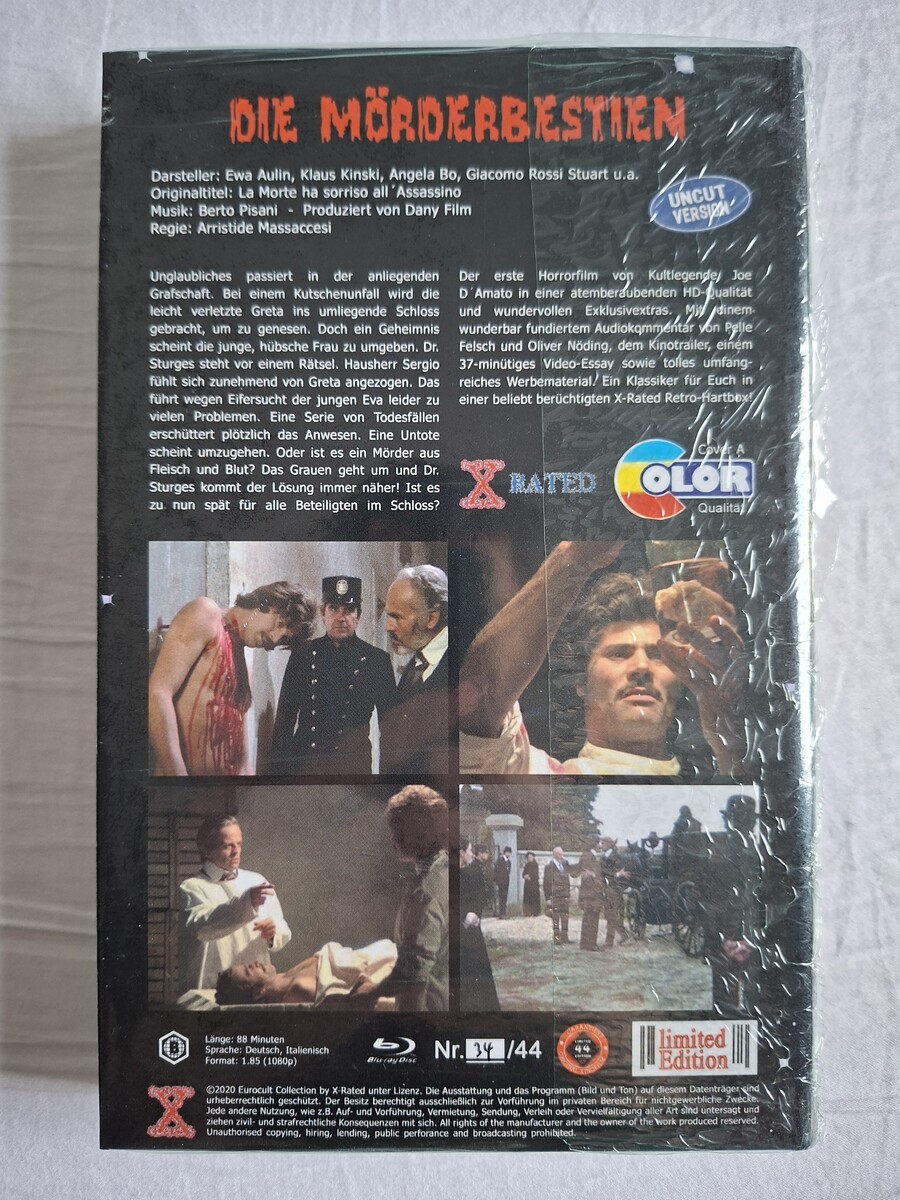 DIE MÖRDERBESTIEN
Darsteller: Ewa Aulin, Klaus Kinski, Angela Bo, Giacomo Rossi Stuart u.a.
Originaltitel: La Morte ha sorriso all´Assassino
Musik: Berto Pisani - Produziert von Dany Film
Regie: Arristide Massaccesi
UNCUT
VERSION
Unglaubliches passiert in der anliegenden
Grafschaft. Bei einem Kutschenunfall wird die
leicht verletzte Greta ins umliegende Schloss
gebracht, um zu genesen. Doch ein Geheimnis
scheint die junge, hübsche Frau zu umgeben. Dr.
Sturges steht vor einem Rätsel. Hausherr Sergio
fühlt sich zunehmend von Greta angezogen. Das
führt wegen Eifersucht der jungen Eva leider zu
vielen Problemen. Eine Serie von Todesfällen
erschüttert plötzlich das Anwesen. Eine Untote
scheint umzugehen. Oder ist es ein Mörder aus
Fleisch und Blut? Das Grauen geht um und Dr.
Sturges kommt der Lösung immer näher! Ist es
zu nun spät für alle Beteiligten im Schloss?
Der erste Horrorfilm von Kultlegende Joe
D´Amato in einer atemberaubenden HD-Qualität
und wundervollen Exklusivextras. Mit einem
wunderbar fundiertem Audiokommentar von Pelle
Felsch und Oliver Nöding, dem Kinotrailer, einem
37-minütiges Video-Essay sowie tolles umfang-
reiches Werbematerial. Ein Klassiker für Euch in
einer beliebt berüchtigten X-Rated Retro-Hartbox!
X RATED
Cover A
COLOR
Qualität
Länge: 88 Minuten
Sprache: Deutsch, Italienisch
Format: 1.85 (1080p)
Blu-ray Disc
Nr. 34 /44
LIMITED
44
EDITION
limited
Edition
X
©2020 Eurocult Collection by X-Rated unter Lizenz. Die Ausstattung und das Programm (Bild und Ton) auf diesem Datenträger sind
urheberrechtlich geschützt. Der Besitz berechtigt ausschließlich zur Vorführung im privaten Bereich für nichtgewerbliche Zwecke.
Jede andere Nutzung, wie z.B. Auf- und Vorführung, Vermietung, Sendung, Verleih oder Vervielfältigung aller Art sind untersagt und
ziehen zivil- und strafrechtliche Konsequenzen mit sich. All rights of the manufacturer and the owner of the work produced reserved.
Unauthorised copying, hiring, lending, public perforance and broadcasting prohibited.